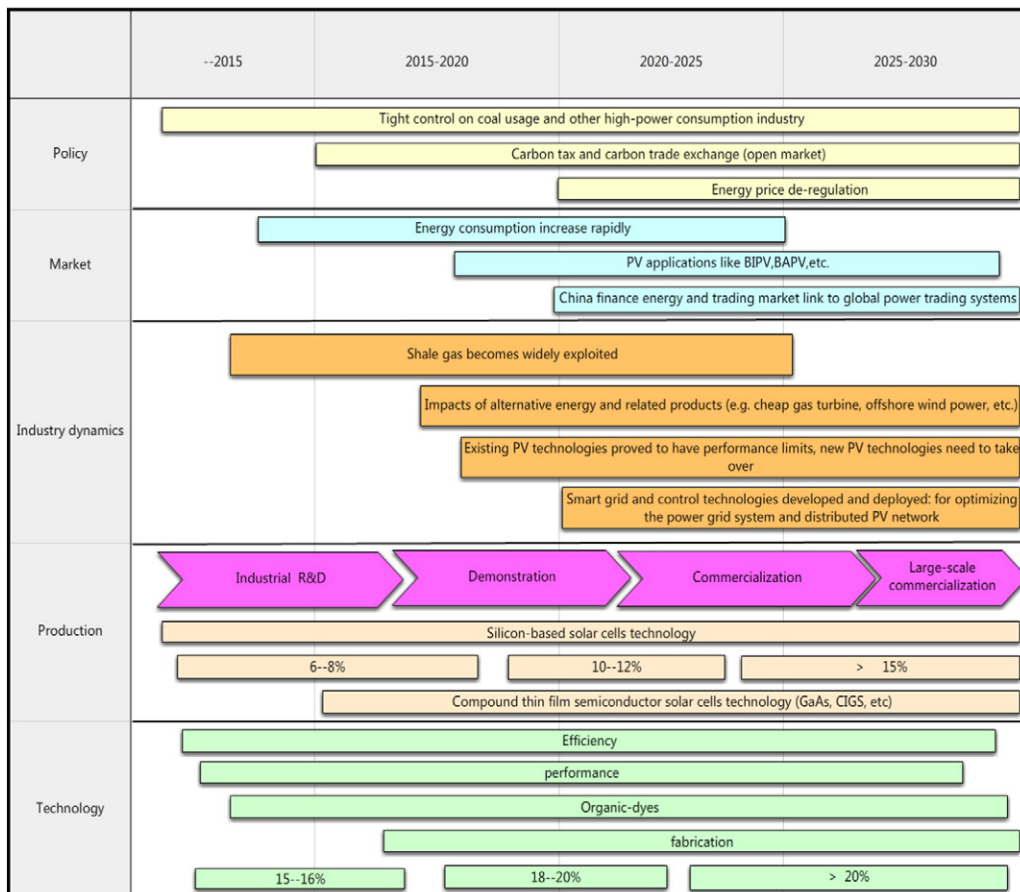 --2015
2015-2020
2020-2025
2025-2030
Policy
Tight control on coal usage and other high-power consumption industry
Carbon tax and carbon trade exchange (open market)
Energy price de-regulation
Market
Energy consumption increase rapidly
PV applications like BIPV,BAPV,etc.
China finance energy and trading market link to global power trading systems
Industry dynamics
Shale gas becomes widely exploited
Impacts of alternative energy and related products (e.g. cheap gas turbine, offshore wind power, etc.)
Existing PV technologies proved to have performance limits, new PV technologies need to take
over
Smart grid and control technologies developed and deployed: for optimizing
the power grid system and distributed PV network
Production
Industrial R&D
Demonstration
Commercialization
Large-scale
commercialization
Silicon-based solar cells technology
6--8%
10--12%
> 15%
Compound thin film semiconductor solar cells technology (GaAs, CIGS, etc)
Technology
Efficiency
performance
Organic-dyes
fabrication
15--16%
18--20%
> 20%